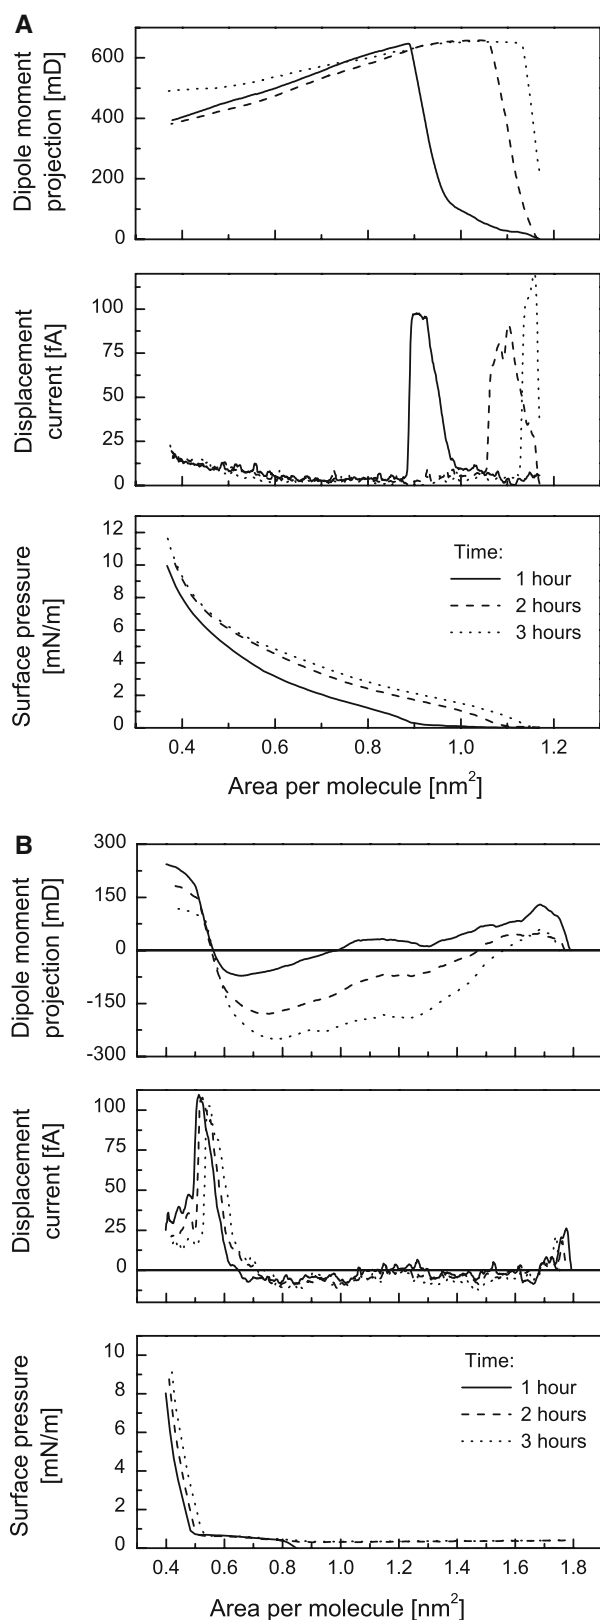 A
Dipole moment
projection [mD]
600
400
200
0
Displacement
current [fA]
100
75
50
25
0
Surface pressure
[mN/m]
12
10
8
6
4
2
0
Time:
1 hour
2 hours
3 hours
0.4 0.6 0.8 1.0 1.2
Area per molecule [nm²]
B
Dipole moment
projection [mD]
300
150
0
-150
-300
Displacement
current [fA]
100
75
50
25
0
Surface pressure
[mN/m]
10
8
6
4
2
0
Time:
1 hour
2 hours
3 hours
0.4 0.6 0.8 1.0 1.2 1.4 1.6 1.8
Area per molecule [nm²]